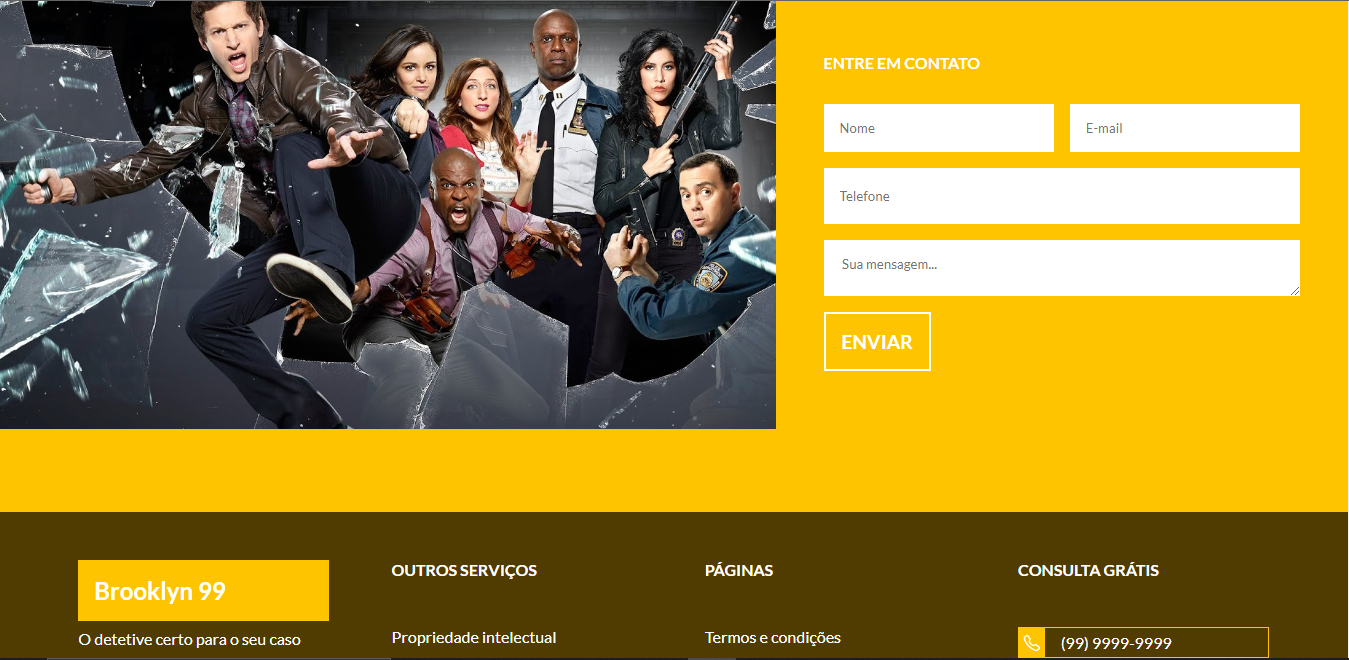 ENTRE EM CONTATO
Nome
E-mail
Telefone
Sua mensagem...
ENVIAR
Brooklyn 99
O detetive certo para o seu caso
OUTROS SERVIÇOS
Propriedade intelectual
PÁGINAS
Termos e condições
CONSULTA GRÁTIS
(99) 9999-9999